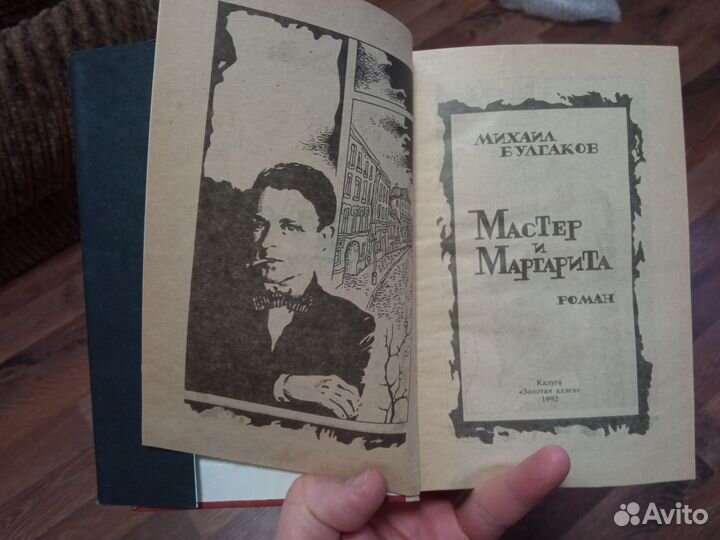 Михаил
Булгаков
Мастер
и
Маргарита
роман
Калуга
«Золотая аллея»
1992
Avito